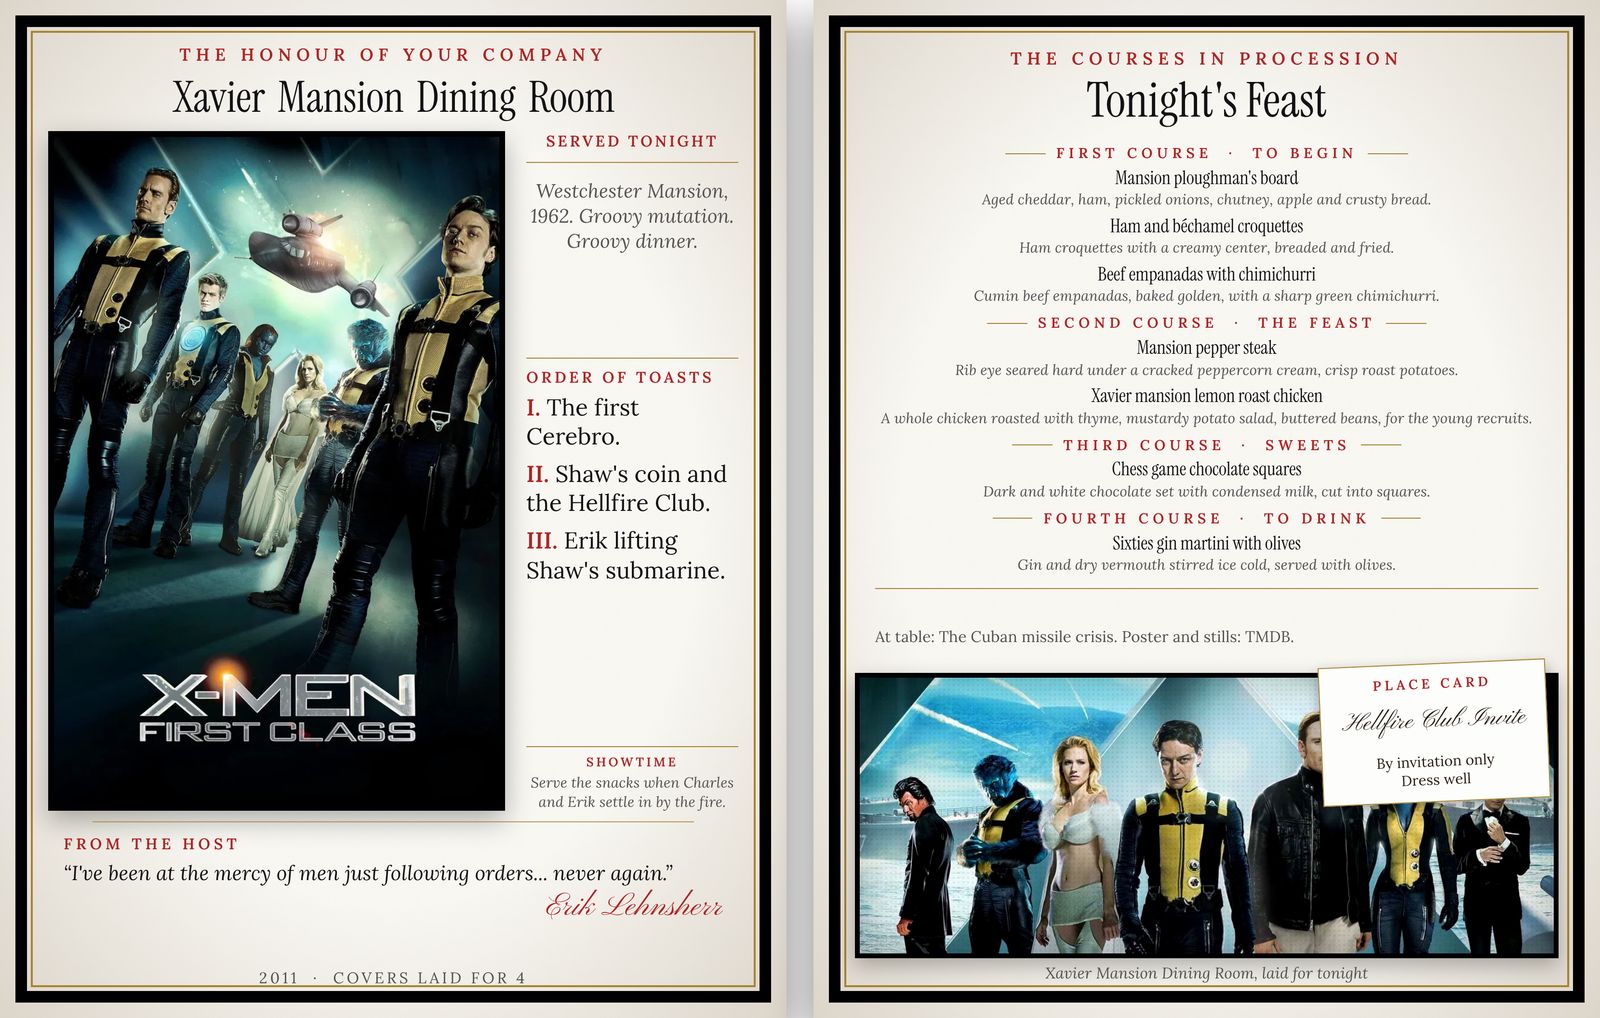 THE HONOUR OF YOUR COMPANY
Xavier Mansion Dining Room
X-MEN
FIRST CLASS
SERVED TONIGHT
Westchester Mansion,
1962. Groovy mutation.
Groovy dinner.
ORDER OF TOASTS
I. The first
Cerebro.
II. Shaw's coin and
the Hellfire Club.
III. Erik lifting
Shaw's submarine.
SHOWTIME
Serve the snacks when Charles
and Erik settle in by the fire.
FROM THE HOST
“I've been at the mercy of men just following orders... never again.”
Erik Lehnsherr
2011 · COVERS LAID FOR 4
THE COURSES IN PROCESSION
Tonight's Feast
FIRST COURSE · TO BEGIN
Mansion ploughman's board
Aged cheddar, ham, pickled onions, chutney, apple and crusty bread.
Ham and béchamel croquettes
Ham croquettes with a creamy center, breaded and fried.
Beef empanadas with chimichurri
Cumin beef empanadas, baked golden, with a sharp green chimichurri.
SECOND COURSE · THE FEAST
Mansion pepper steak
Rib eye seared hard under a cracked peppercorn cream, crisp roast potatoes.
Xavier mansion lemon roast chicken
A whole chicken roasted with thyme, mustardy potato salad, buttered beans, for the young recruits.
THIRD COURSE · SWEETS
Chess game chocolate squares
Dark and white chocolate set with condensed milk, cut into squares.
FOURTH COURSE · TO DRINK
Sixties gin martini with olives
Gin and dry vermouth stirred ice cold, served with olives.
At table: The Cuban missile crisis. Poster and stills: TMDB.
PLACE CARD
Hellfire Club Invite
By invitation only
Dress well
Xavier Mansion Dining Room, laid for tonight